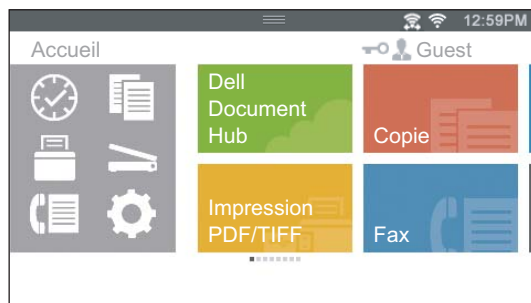 12:59PM
Accueil
Guest
Dell
Document
Hub
Copie
Impression
PDF/TIFF
Fax